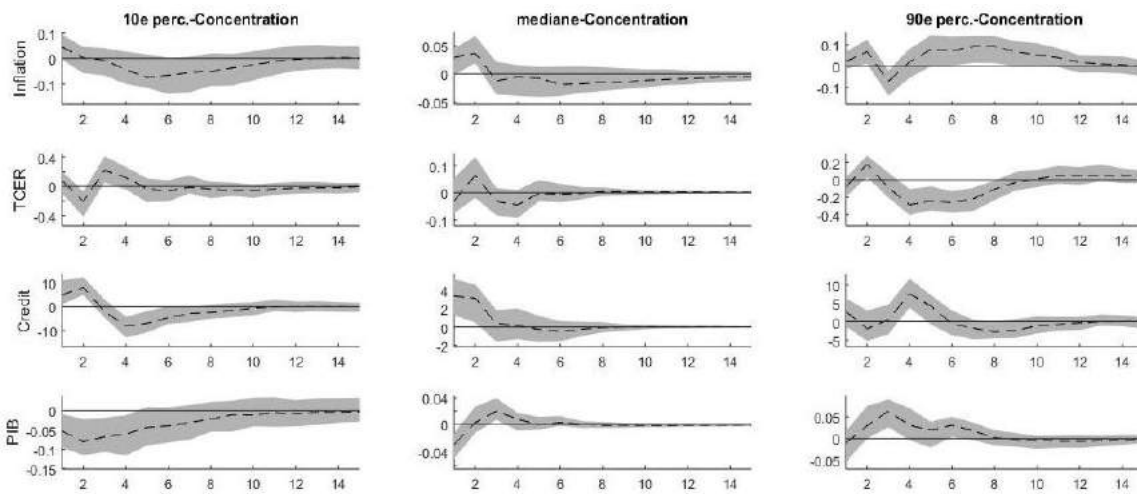 10e perc.-Concentration mediane-Concentration 90e perc.-Concentration
Inflation 0.1 0 -0.1 0.05 0 -0.05 0.1 0 -0.1
2 4 6 8 10 12 14 2 4 6 8 10 12 14 2 4 6 8 10 12 14
TCER 0.4 0 -0.4 0.1 0 -0.1 0.2 0 -0.2 -0.4
2 4 6 8 10 12 14 2 4 6 8 10 12 14 2 4 6 8 10 12 14
Credit 10 0 -10 4 2 0 -2 10 5 0 -5
2 4 6 8 10 12 14 2 4 6 8 10 12 14 2 4 6 8 10 12 14
PIB 0 -0.05 -0.1 -0.15 0.04 0 -0.04 0.05 0 -0.05
2 4 6 8 10 12 14 2 4 6 8 10 12 14 2 4 6 8 10 12 14